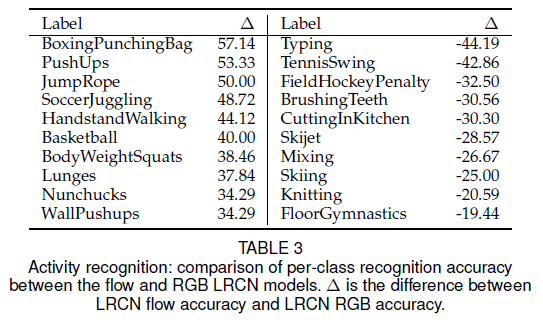 Label Δ Label Δ
BoxingPunchingBag 57.14 Typing -44.19
PushUps 53.33 TennisSwing -42.86
JumpRope 50.00 FieldHockeyPenalty -32.50
SoccerJuggling 48.72 BrushingTeeth -30.56
HandstandWalking 44.12 CuttingInKitchen -30.30
Basketball 40.00 Skijet -28.57
BodyWeightSquats 38.46 Mixing -26.67
Lunges 37.84 Skiing -25.00
Nunchucks 34.29 Knitting -20.59
WallPushups 34.29 FloorGymnastics -19.44
TABLE 3
Activity recognition: comparison of per-class recognition accuracy
between the flow and RGB LRCN models. Δ is the difference between
LRCN flow accuracy and LRCN RGB accuracy.